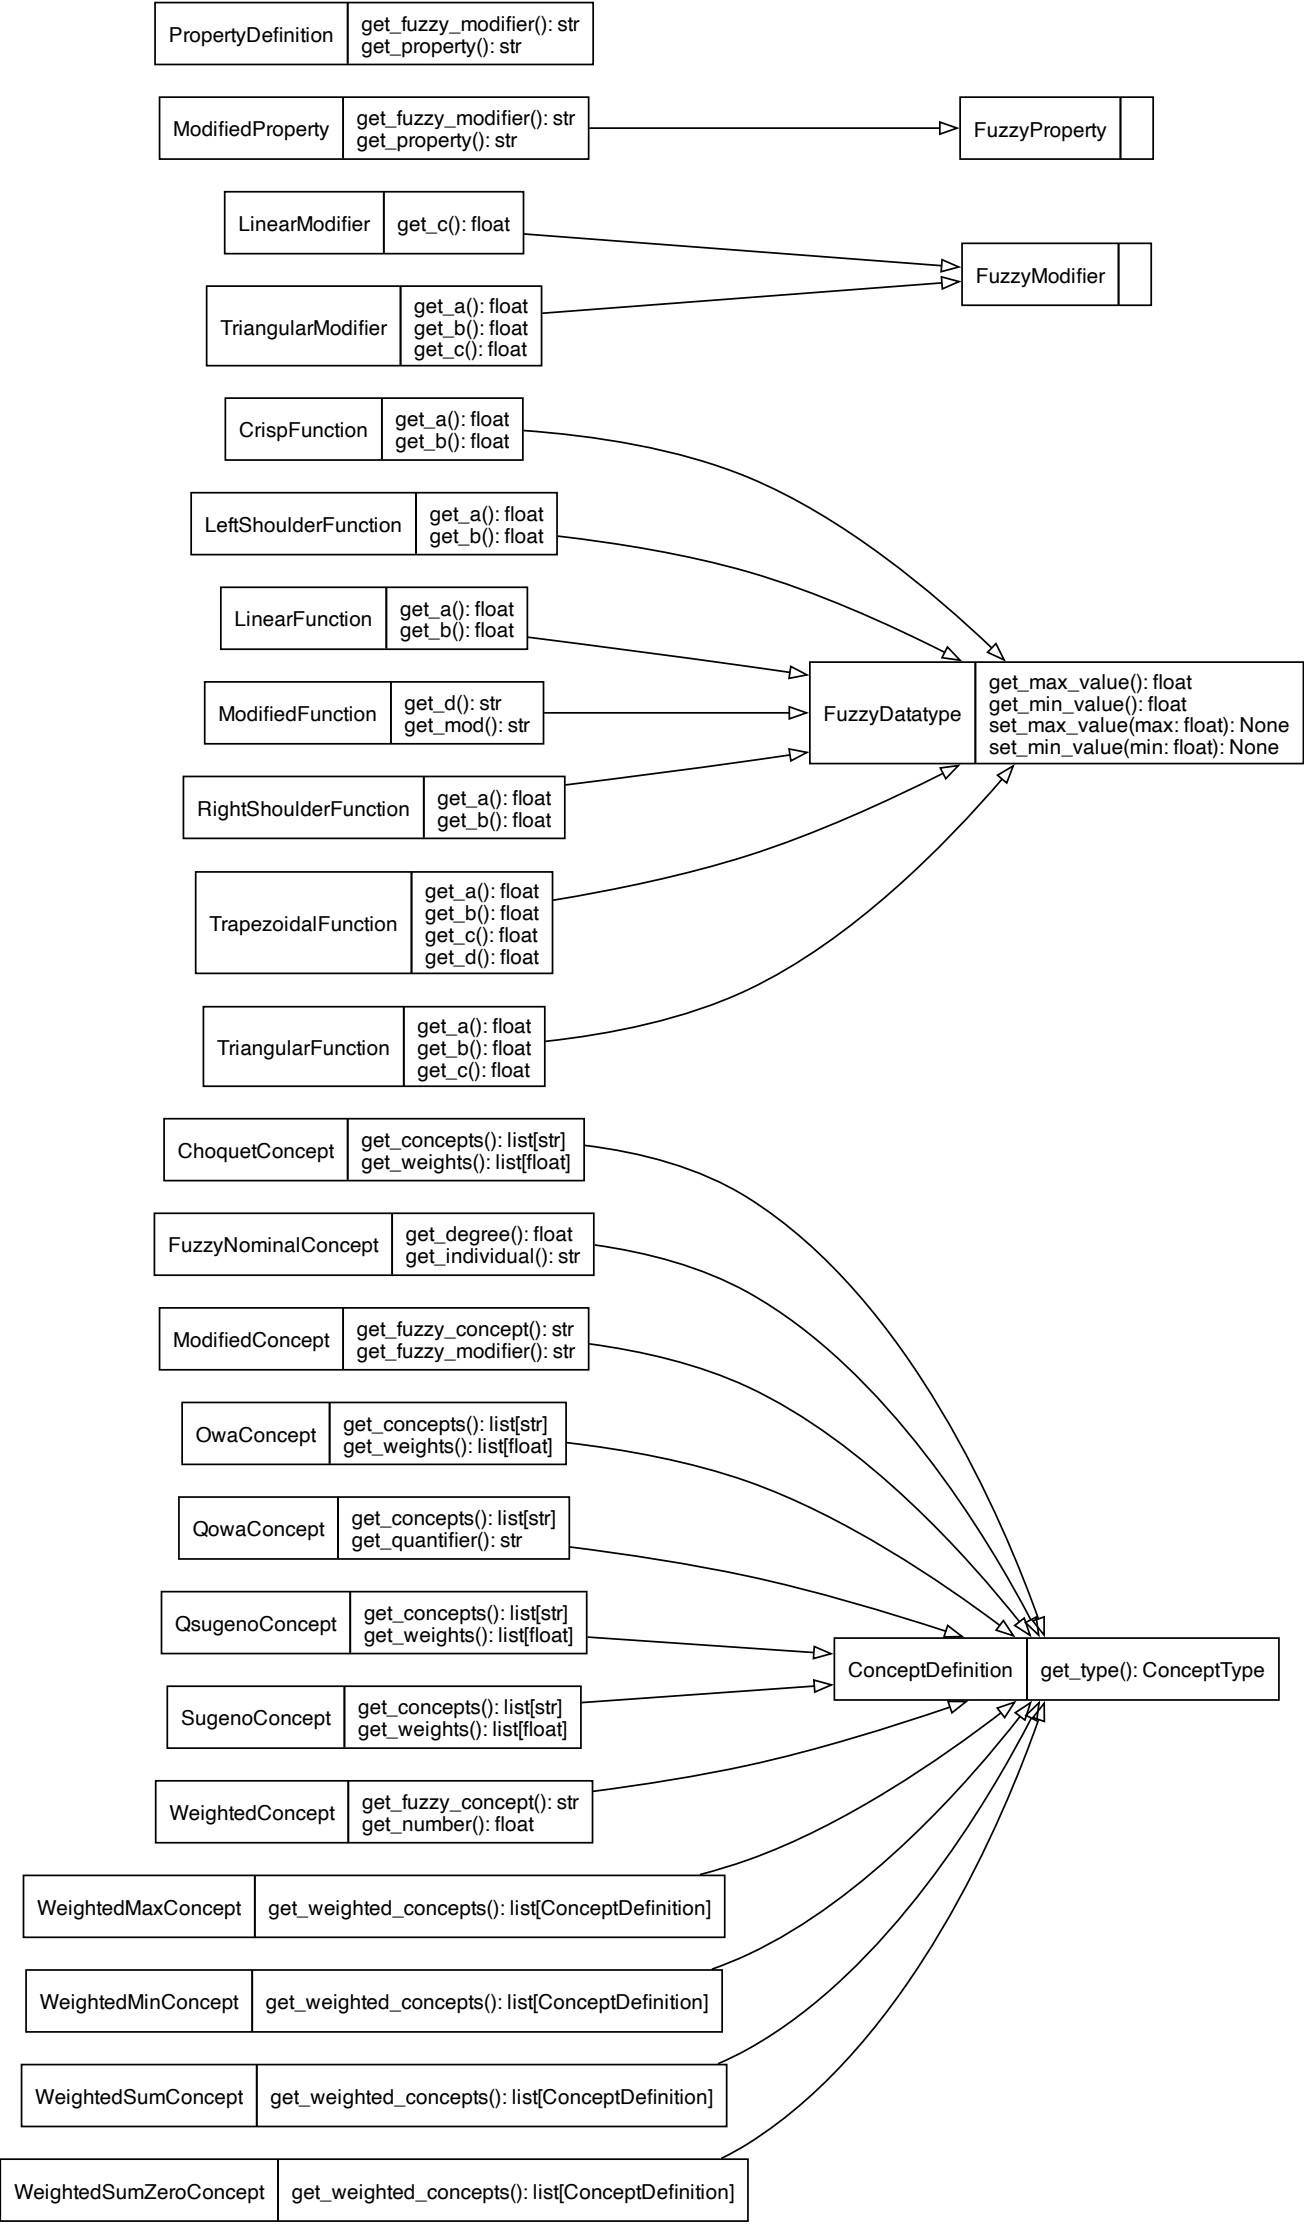 PropertyDefinition
get_fuzzy_modifier(): str
get_property(): str
ModifiedProperty
get_fuzzy_modifier(): str
get_property(): str
FuzzyProperty
LinearModifier
get_c(): float
FuzzyModifier
TriangularModifier
get_a(): float
get_b(): float
get_c(): float
CrispFunction
get_a(): float
get_b(): float
LeftShoulderFunction
get_a(): float
get_b(): float
LinearFunction
get_a(): float
get_b(): float
ModifiedFunction
get_d(): str
get_mod(): str
FuzzyDatatype
get_max_value(): float
get_min_value(): float
set_max_value(max: float): None
set_min_value(min: float): None
RightShoulderFunction
get_a(): float
get_b(): float
TrapezoidalFunction
get_a(): float
get_b(): float
get_c(): float
get_d(): float
TriangularFunction
get_a(): float
get_b(): float
get_c(): float
ChoquetConcept
get_concepts(): list[str]
get_weights(): list[float]
FuzzyNominalConcept
get_degree(): float
get_individual(): str
ModifiedConcept
get_fuzzy_concept(): str
get_fuzzy_modifier(): str
OwaConcept
get_concepts(): list[str]
get_weights(): list[float]
QowaConcept
get_concepts(): list[str]
get_quantifier(): str
QsugenoConcept
get_concepts(): list[str]
get_weights(): list[float]
ConceptDefinition
get_type(): ConceptType
SugenoConcept
get_concepts(): list[str]
get_weights(): list[float]
WeightedConcept
get_fuzzy_concept(): str
get_number(): float
WeightedMaxConcept
get_weighted_concepts(): list[ConceptDefinition]
WeightedMinConcept
get_weighted_concepts(): list[ConceptDefinition]
WeightedSumConcept
get_weighted_concepts(): list[ConceptDefinition]
WeightedSumZeroConcept
get_weighted_concepts(): list[ConceptDefinition]